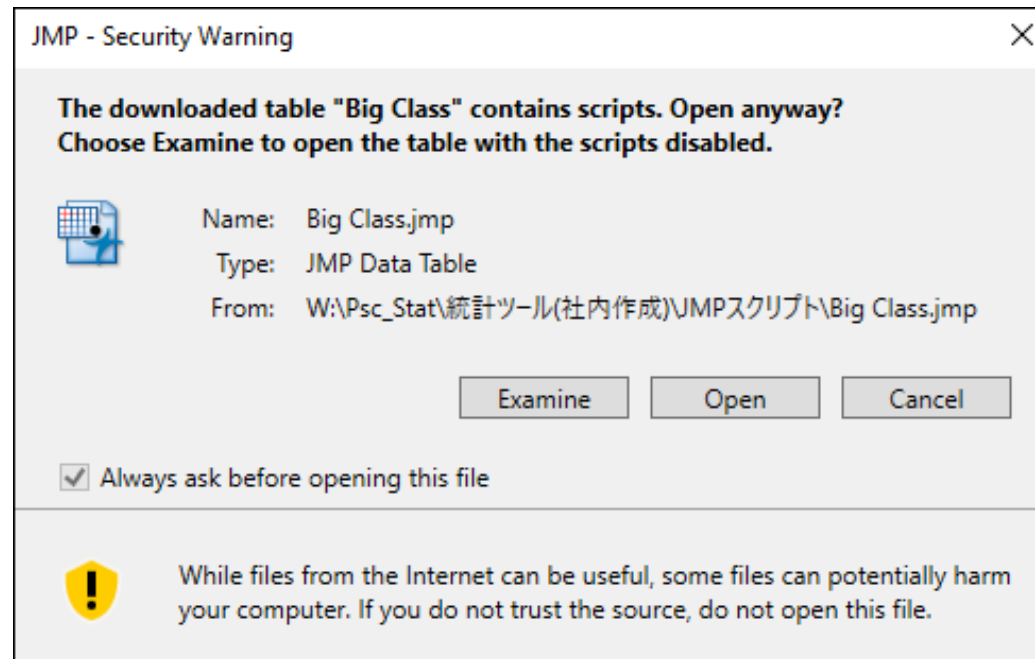 JMP - Security Warning
The downloaded table "Big Class" contains scripts. Open anyway?
Choose Examine to open the table with the scripts disabled.
Name: Big Class.jmp
Type: JMP Data Table
From: W:\Psc_Stat\統計ツール(社内作成)\JMPスクリプト\Big Class.jmp
Examine Open Cancel
Always ask before opening this file
While files from the Internet can be useful, some files can potentially harm
your computer. If you do not trust the source, do not open this file.